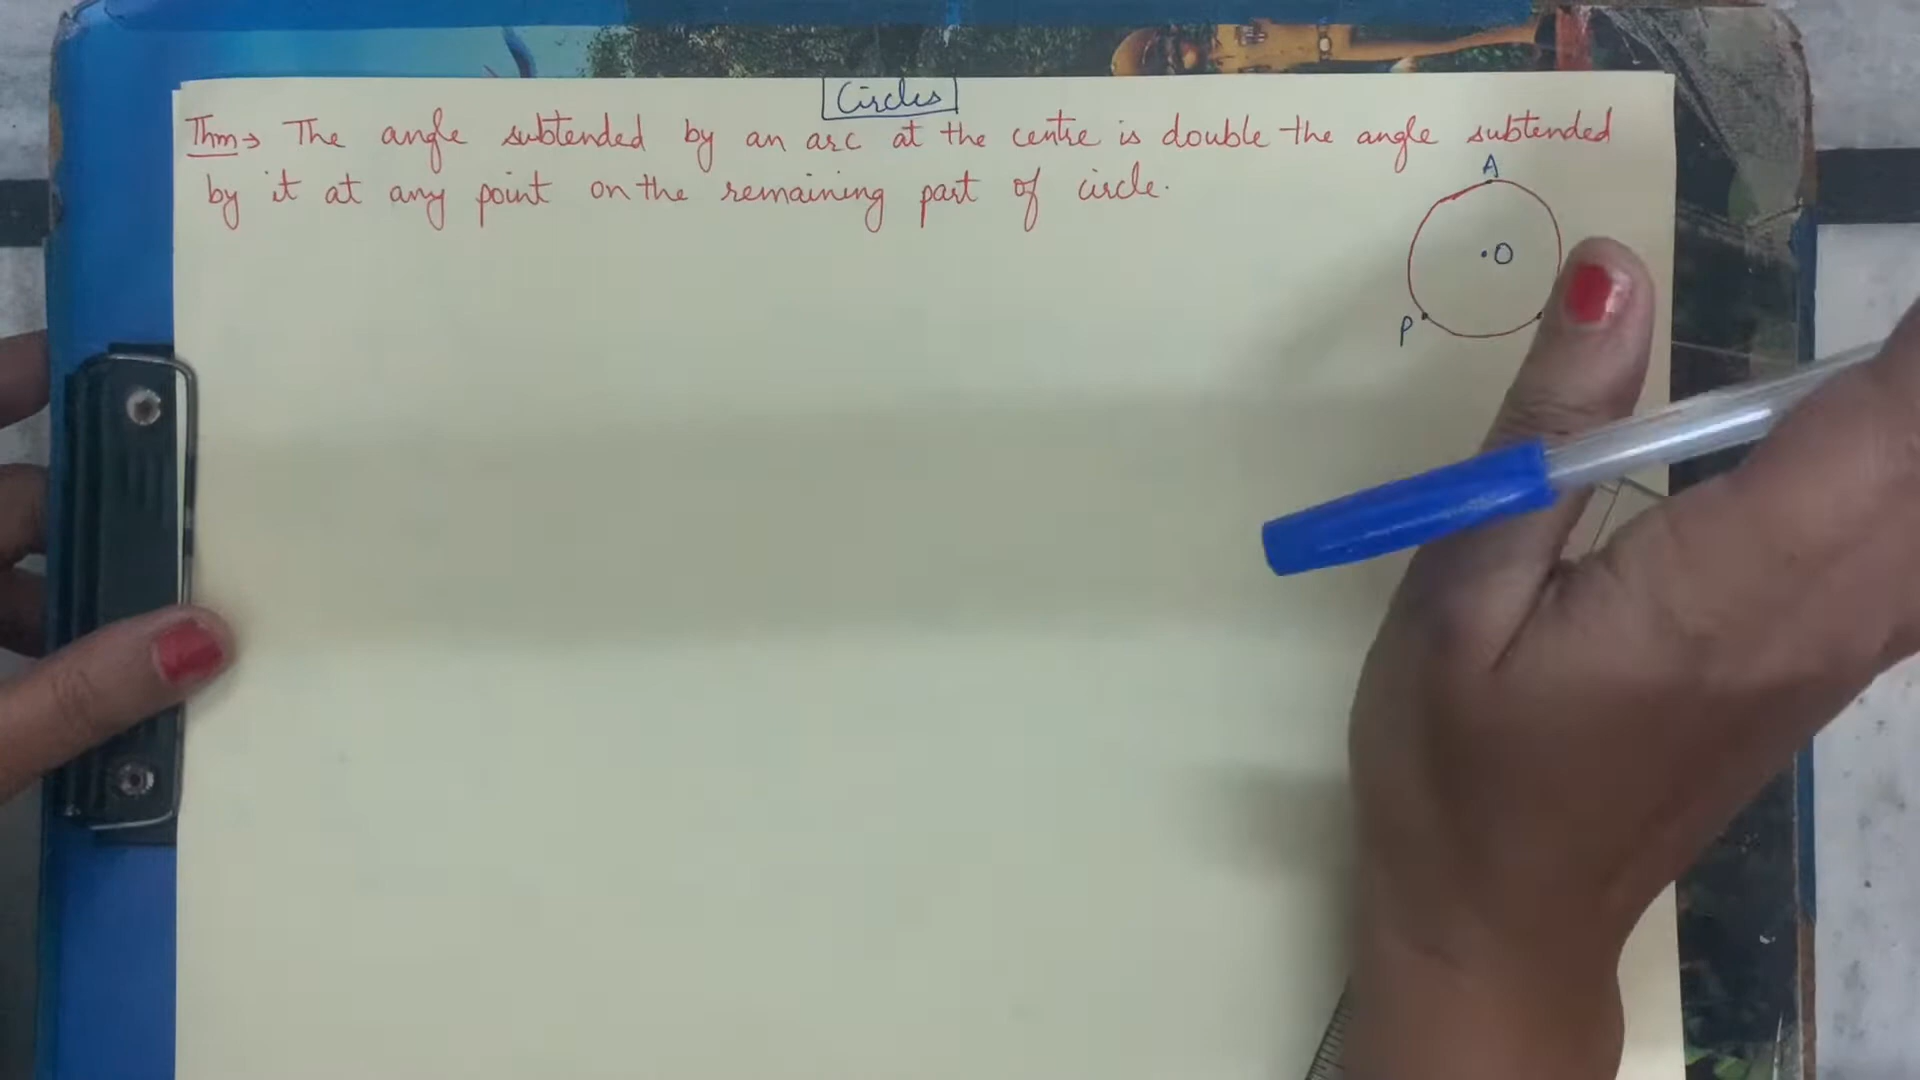 Circles
Thm→ The angle subtended by an arc at the centre is double the angle subtended
by it at any point on the remaining part of circle.
A
O
P